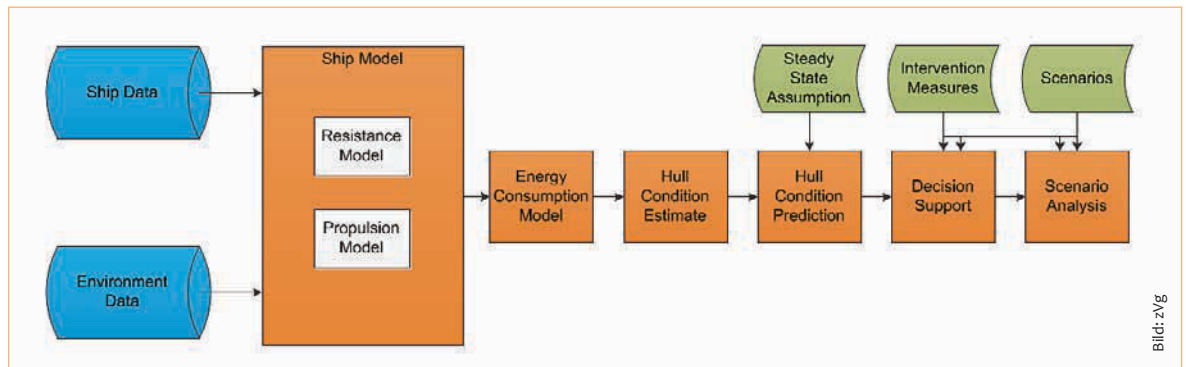 Ship Data
Environment
Data
Ship Model
Resistance
Model
Propulsion
Model
Energy
Consumption
Model
Hull
Condition
Estimate
Steady
State
Assumption
Hull
Condition
Prediction
Intervention
Measures
Decision
Support
Scenarios
Scenario
Analysis
Bild: zVg